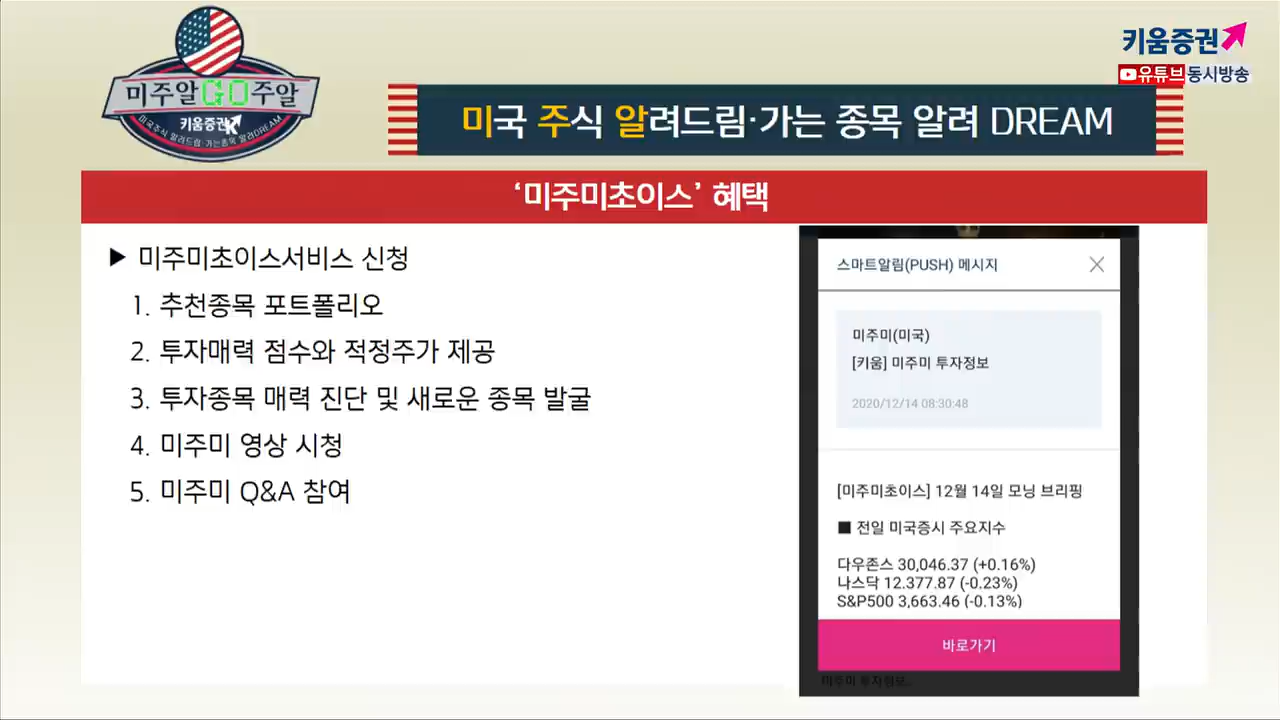 미주알GO주알
키움증권
미국주식 알려드림·가는종목 알려DREAM
키움증권
유튜브동시방송
미국 주식 알려드림·가는 종목 알려 DREAM
‘미주미초이스’ 혜택
▶ 미주미초이스서비스 신청
1. 추천종목 포트폴리오
2. 투자매력 점수와 적정주가 제공
3. 투자종목 매력 진단 및 새로운 종목 발굴
4. 미주미 영상 시청
5. 미주미 Q&A 참여
스마트알림(PUSH) 메시지
미주미(미국)
[키움] 미주미 투자정보
2020/12/14 08:30:48
[미주미초이스] 12월 14일 모닝 브리핑
■ 전일 미국증시 주요지수
다우존스 30,046.37 (+0.16%)
나스닥 12.377.87 (-0.23%)
S&P500 3,663.46 (-0.13%)
바로가기
미주미 투자정보..